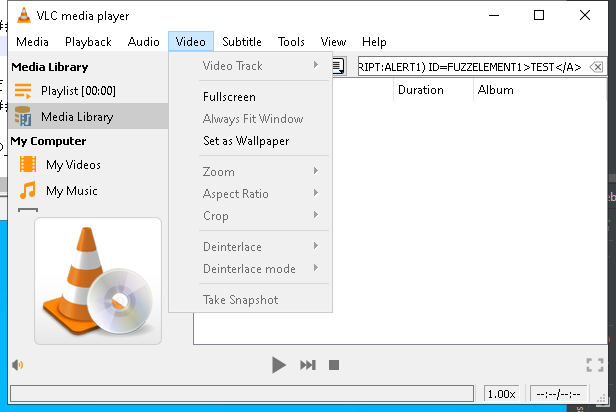 VLC media player
Media Playback Audio Video Subtitle Tools View Help
Media Library
Playlist [00:00]
Media Library
My Computer
My Videos
My Music
Video Track
Fullscreen
Always Fit Window
Set as Wallpaper
Zoom
Aspect Ratio
Crop
Deinterlace
Deinterlace mode
Take Snapshot
RIPT:ALERT1) ID=FUZZELEMENT1>TEST</A>
Duration Album
1.00x --:--/--:--